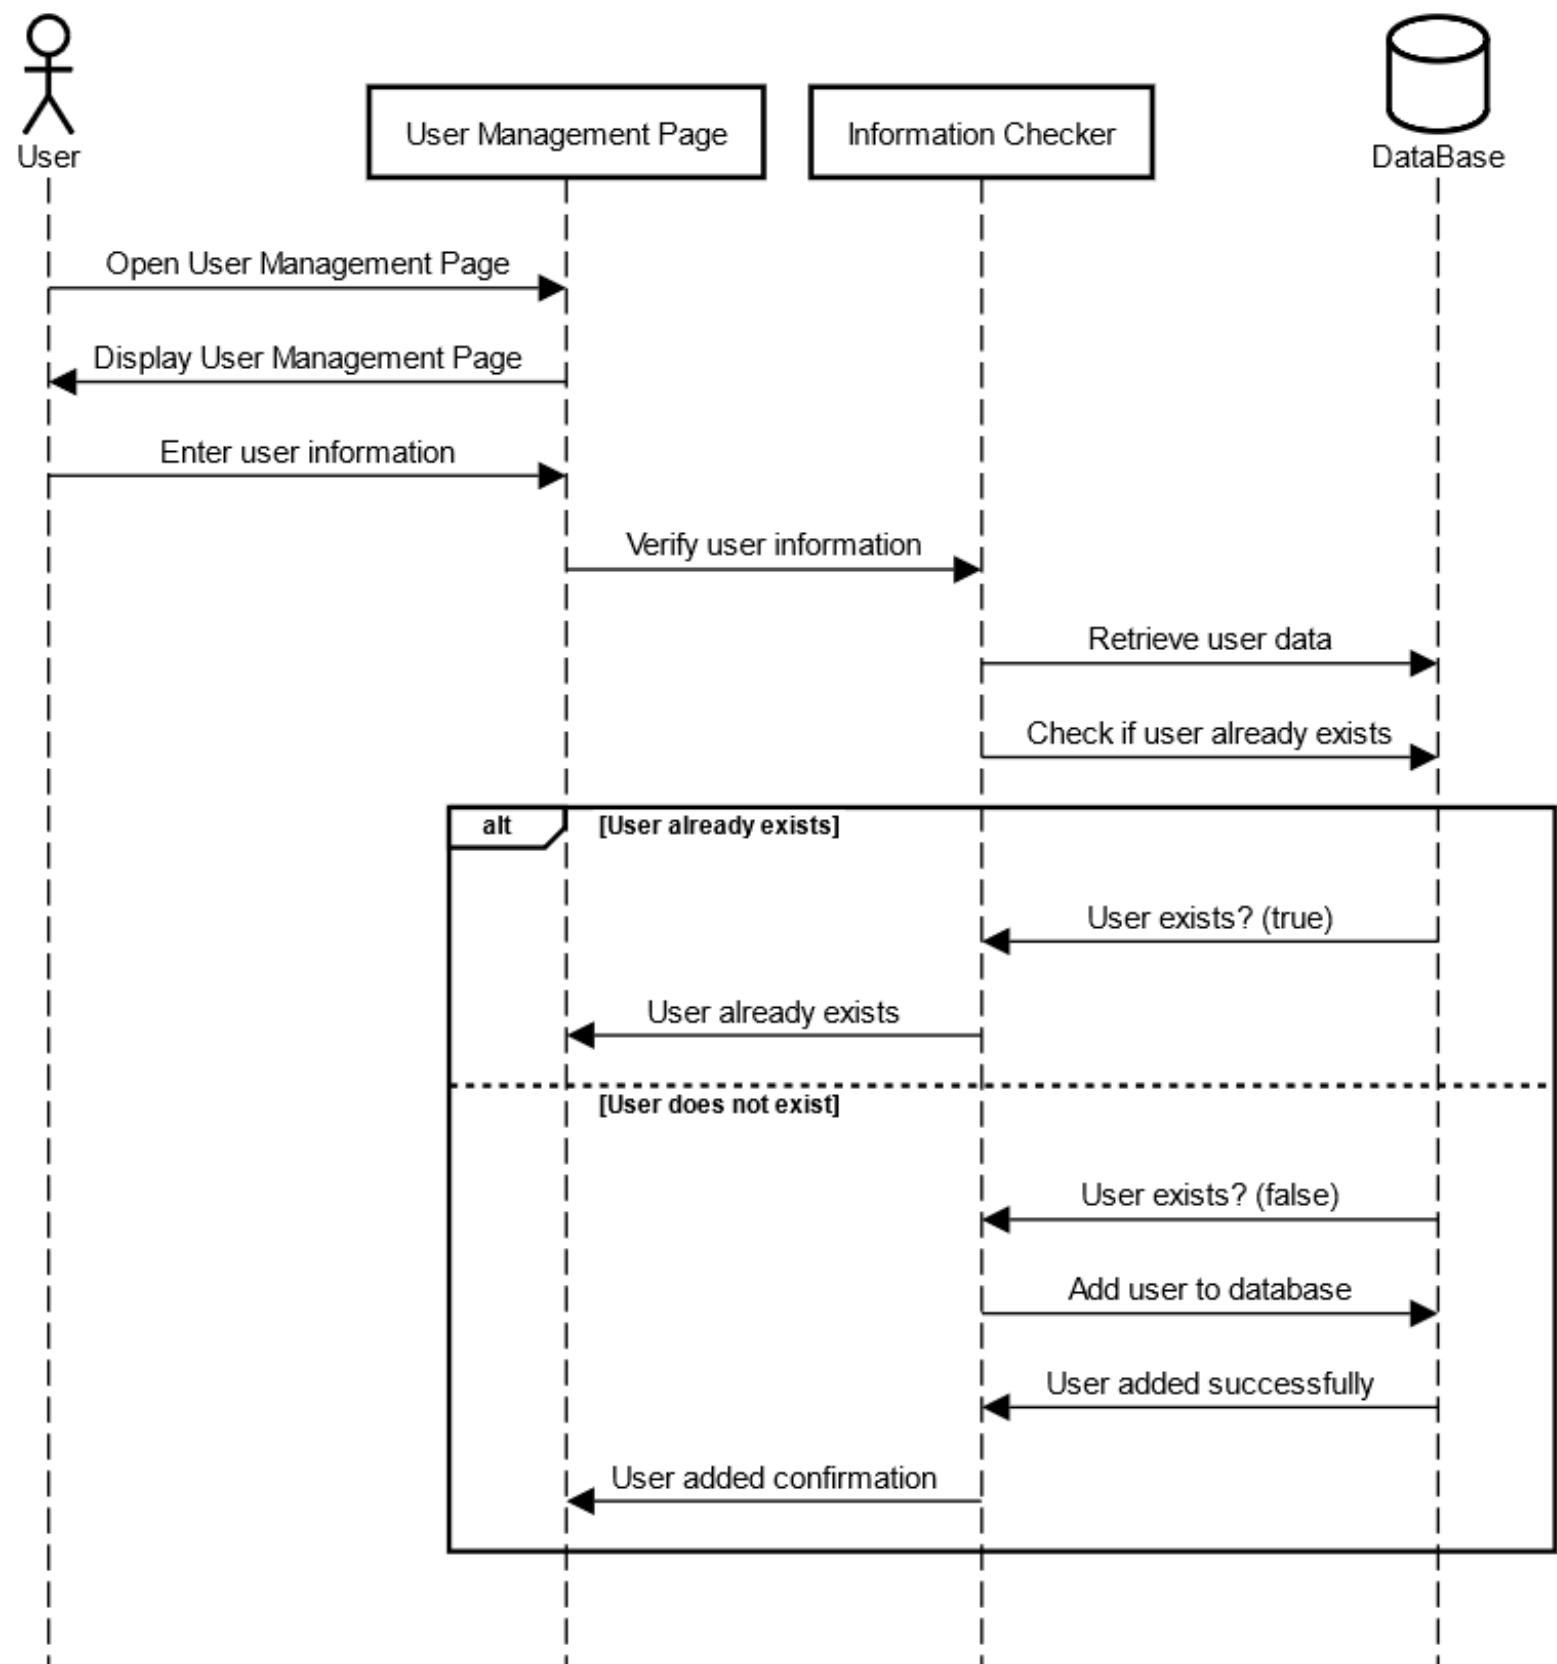 User
User Management Page
Information Checker
DataBase
Open User Management Page
Display User Management Page
Enter user information
Verify user information
Retrieve user data
Check if user already exists
alt
[User already exists]
User exists? (true)
User already exists
[User does not exist]
User exists? (false)
Add user to database
User added successfully
User added confirmation